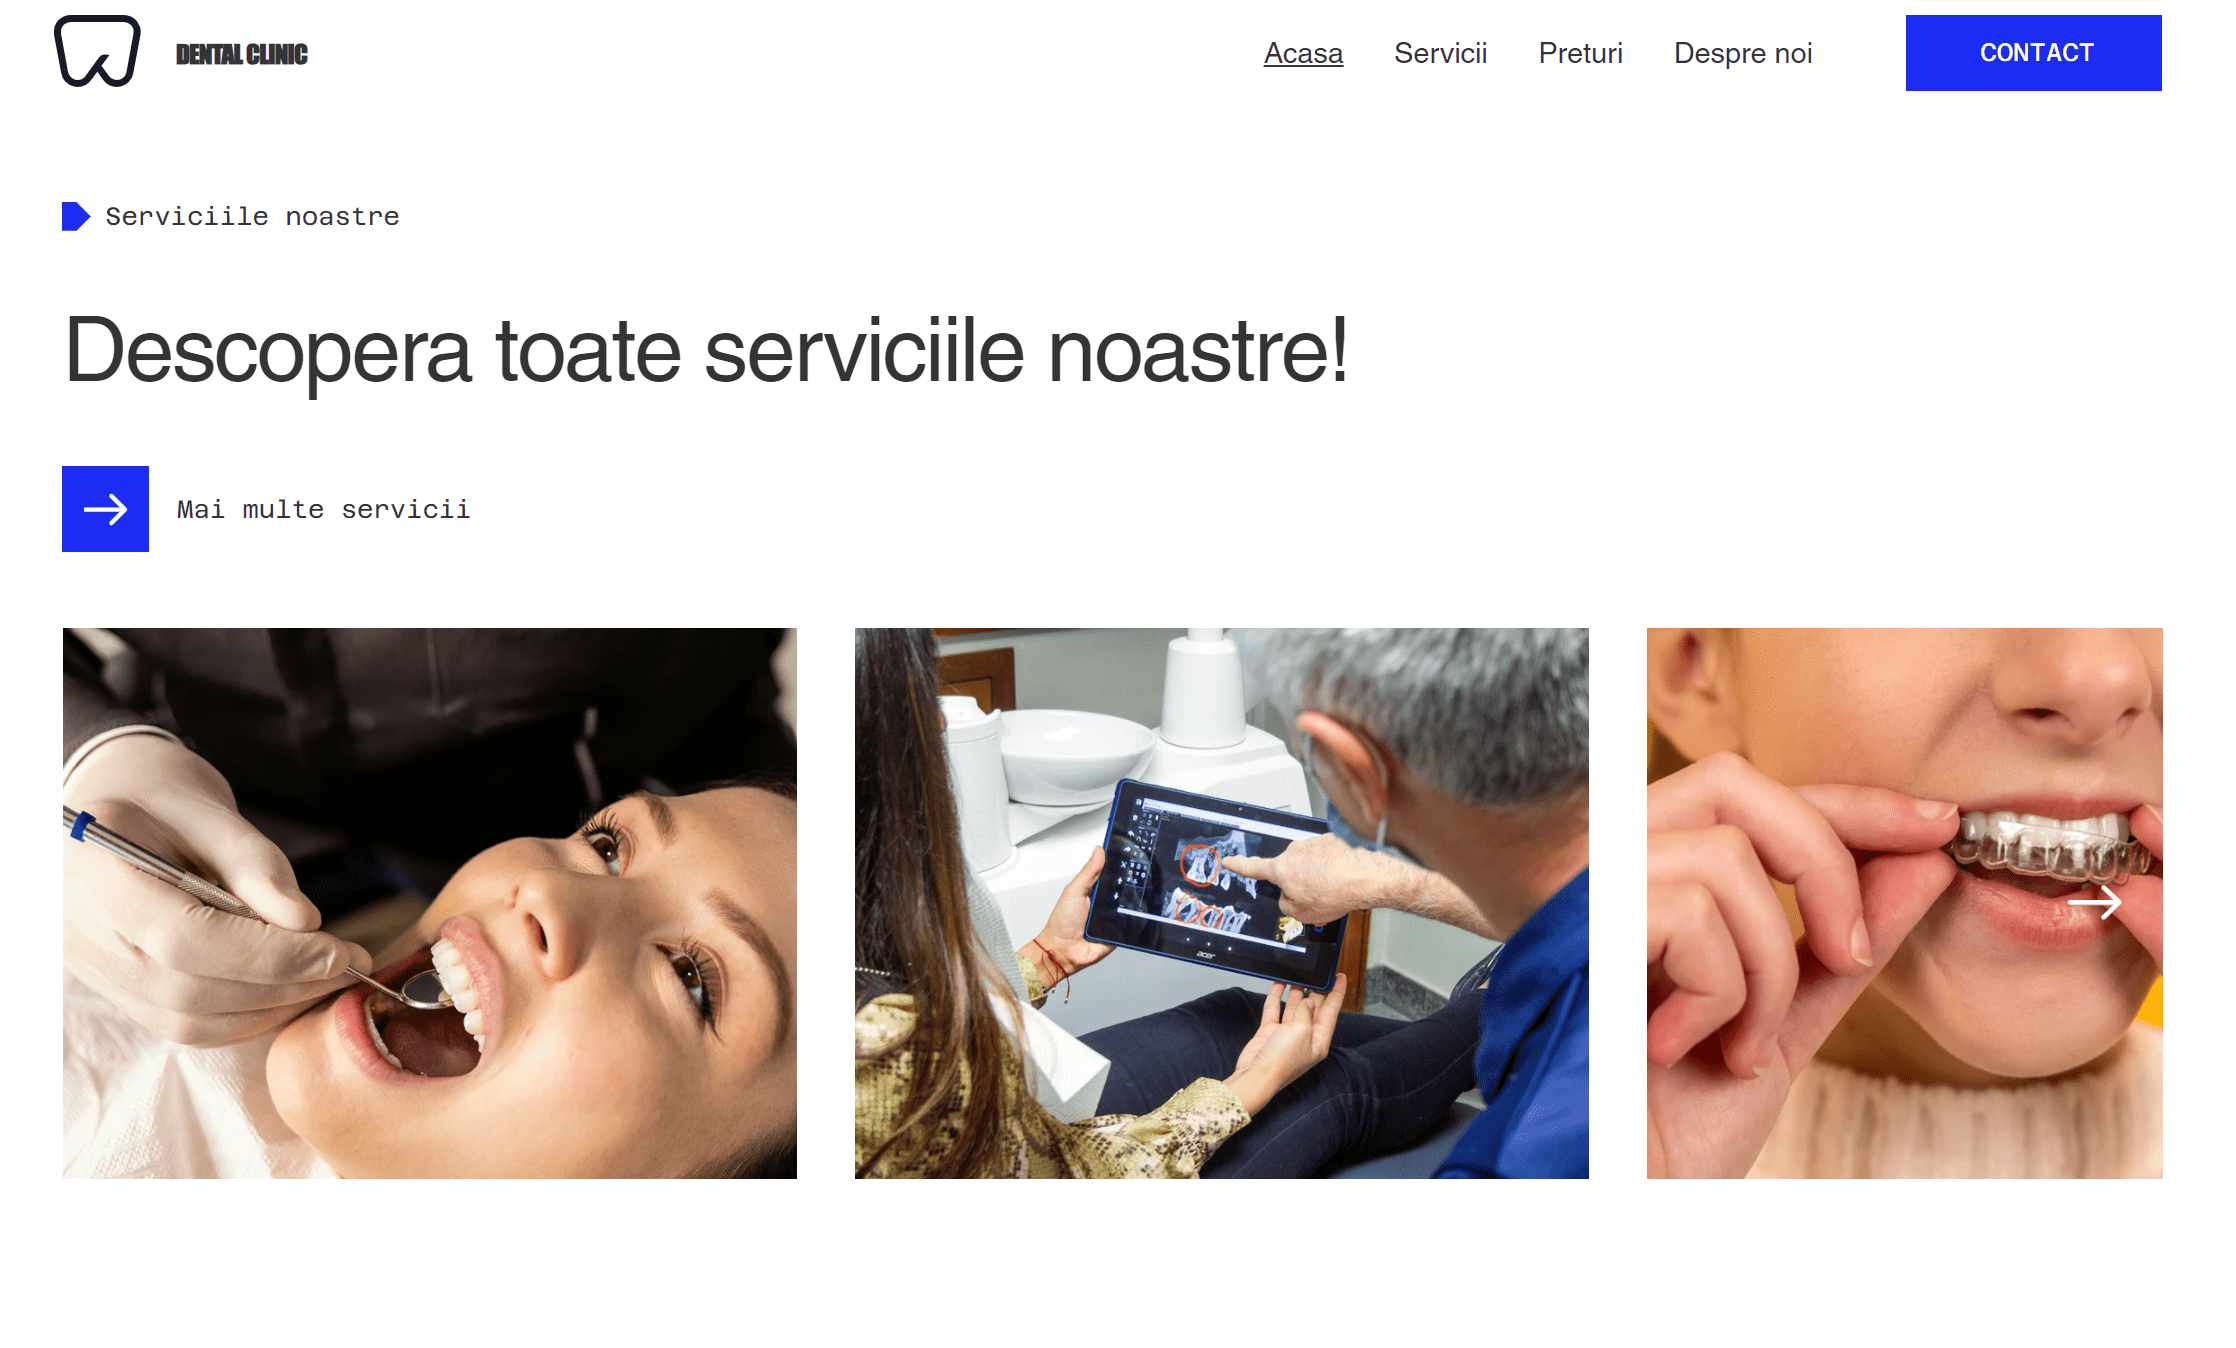 DENTAL CLINIC
Acasa
Servicii
Preturi
Despre noi
CONTACT
Serviciile noastre
Descopera toate serviciile noastre!
Mai multe servicii
acer